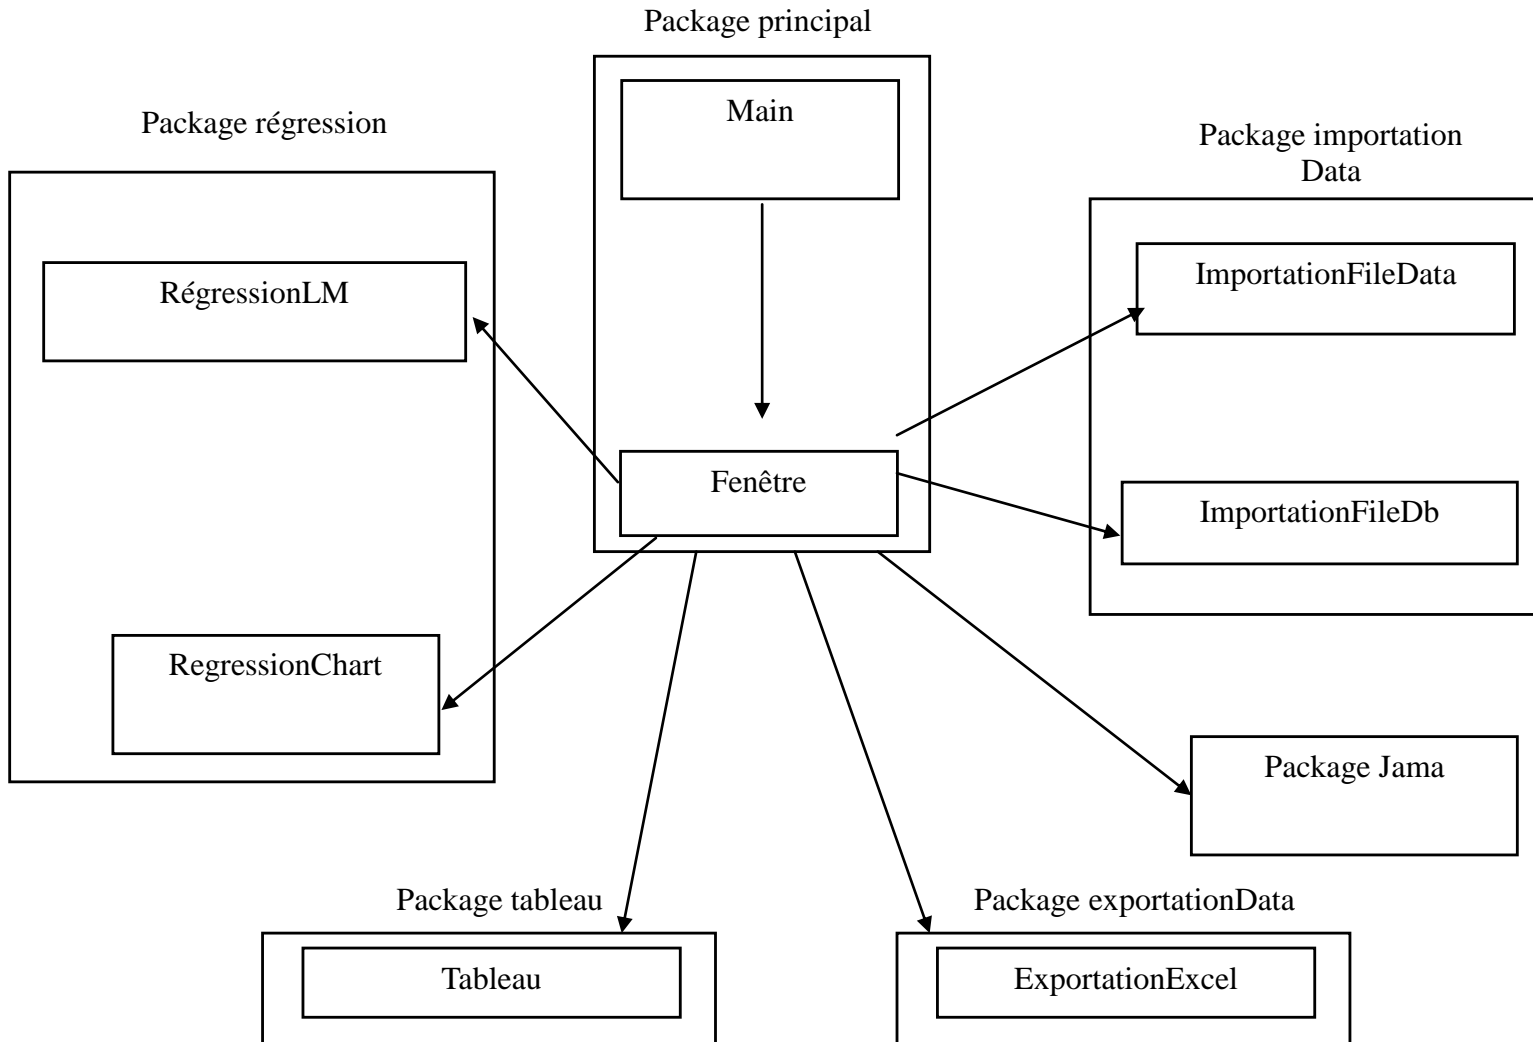 Package principal
Main
Package régression
Package importation
Data
RégressionLM
ImportationFileData
Fenêtre
ImportationFileDb
RegressionChart
Package Jama
Package tableau
Package exportationData
Tableau
ExportationExcel